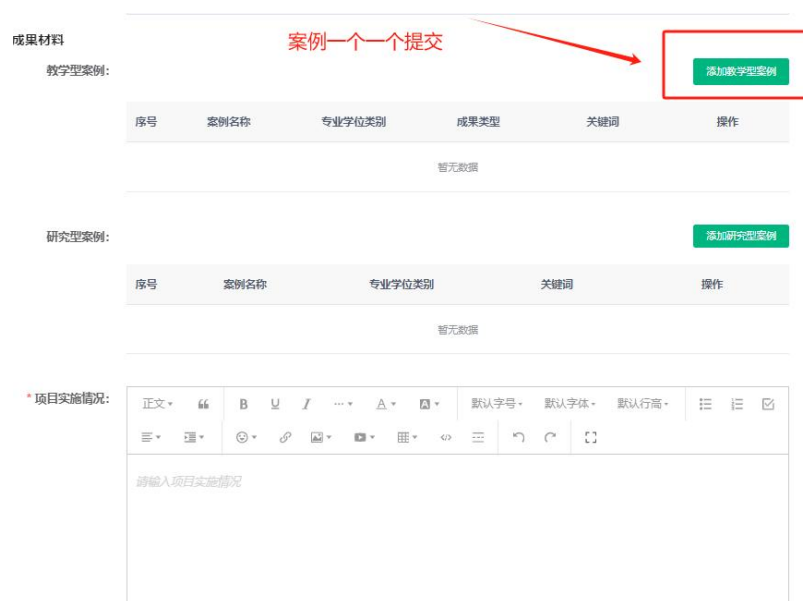 成果材料
案例一个一个提交
教学型案例:
添加教学型案例
序号 案例名称 专业学位类别 成果类型 关键词 操作
暂无数据
研究型案例:
添加研究型案例
序号 案例名称 专业学位类别 关键词 操作
暂无数据
* 项目实施情况:
正文 B U I ... A A 默认字号 默认字体 默认行高
请输入项目实施情况